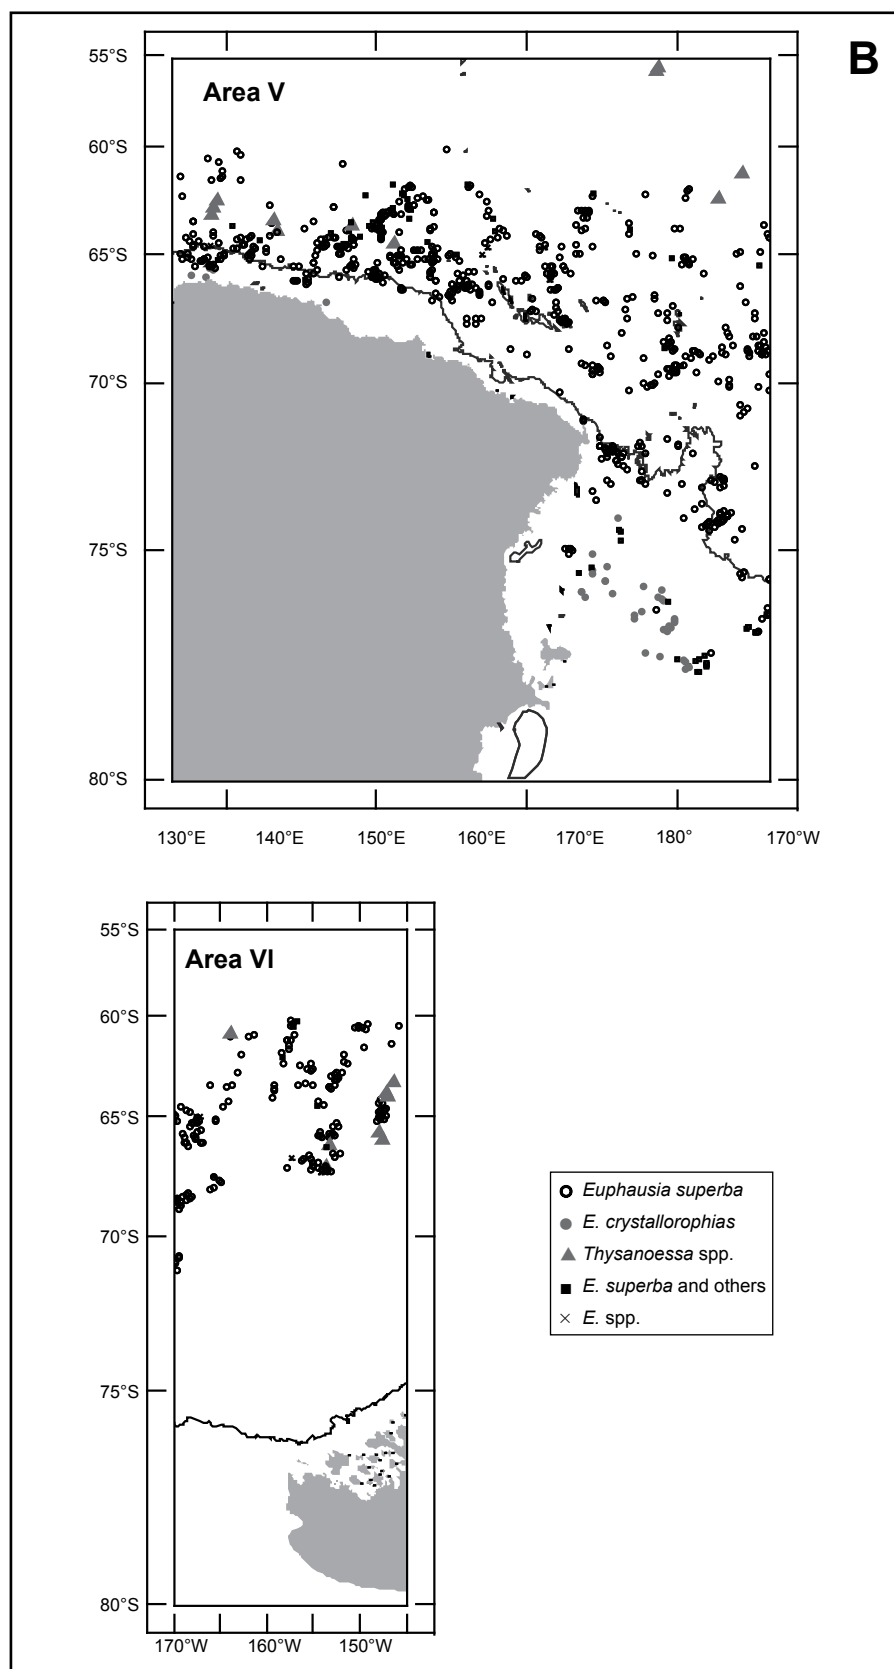 B
Area V
55°S
60°S
65°S
70°S
75°S
80°S
130°E 140°E 150°E 160°E 170°E 180° 170°W
Area VI
55°S
60°S
65°S
70°S
75°S
80°S
170°W 160°W 150°W
Euphausia superba
E. crystallorophias
Thysanoessa spp.
E. superba and others
E. spp.